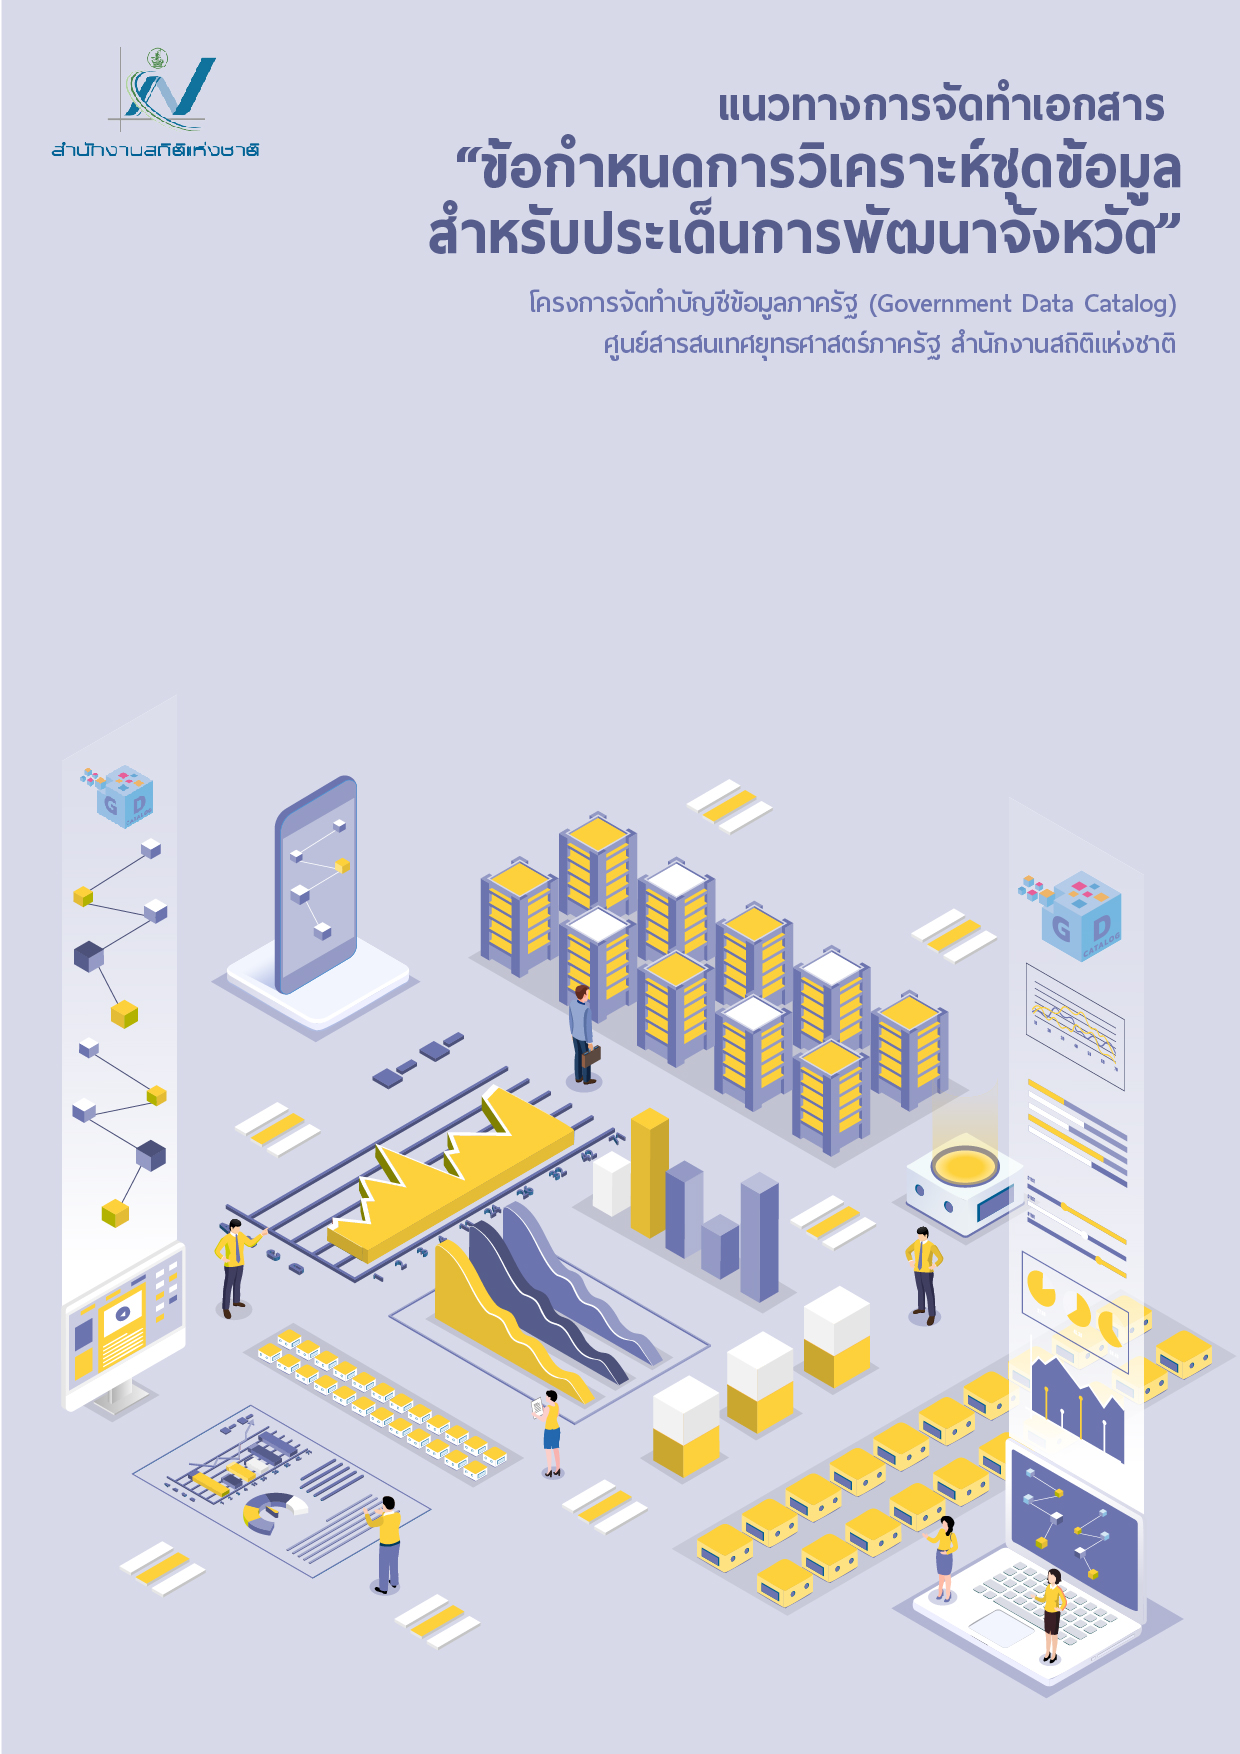 สำนักงานสถิติแห่งชาติ
แนวทางการจัดทำเอกสาร
“ข้อกำหนดการวิเคราะห์ชุดข้อมูล
สำหรับประเด็นการพัฒนาจังหวัด”
โครงการจัดทำบัญชีข้อมูลภาครัฐ (Government Data Catalog)
ศูนย์สารสนเทศยุทธศาสตร์ภาครัฐ สำนักงานสถิติแห่งชาติ
G D
CATALOG
G D
CATALOG